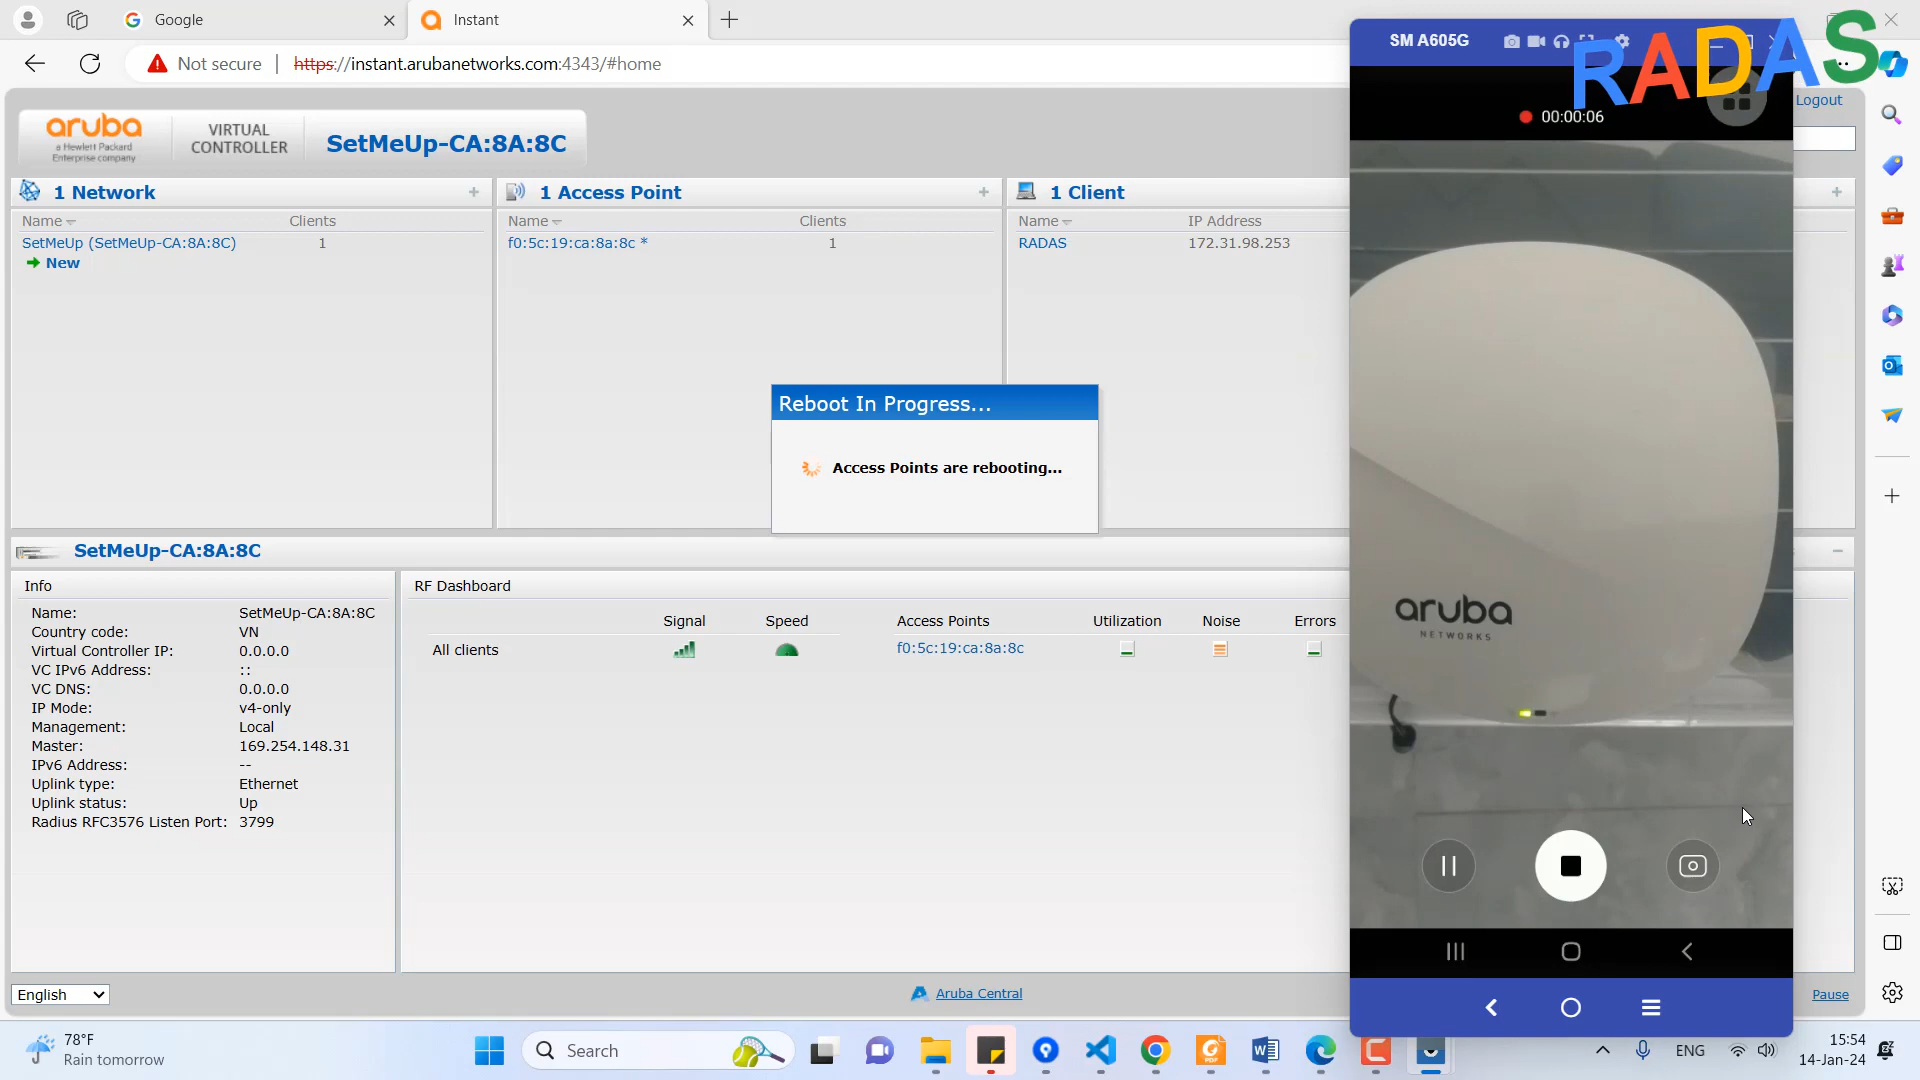 Google
Instant
Not secure
https://instant.arubanetworks.com:4343/#home
SM A605G
RADAS
00:00:06
Logout
aruba
a Hewlett Packard
Enterprise company
VIRTUAL
CONTROLLER
SetMeUp-CA:8A:8C
1 Network
Name
Clients
SetMeUp (SetMeUp-CA:8A:8C)
1
New
1 Access Point
Name
Clients
f0:5c:19:ca:8a:8c *
1
1 Client
Name
IP Address
RADAS
172.31.98.253
Reboot In Progress...
Access Points are rebooting...
SetMeUp-CA:8A:8C
Info
Name: SetMeUp-CA:8A:8C
Country code: VN
Virtual Controller IP: 0.0.0.0
VC IPv6 Address: ::
VC DNS: 0.0.0.0
IP Mode: v4-only
Management: Local
Master: 169.254.148.31
IPv6 Address: --
Uplink type: Ethernet
Uplink status: Up
Radius RFC3576 Listen Port: 3799
RF Dashboard
Signal
Speed
All clients
Access Points
Utilization
Noise
Errors
f0:5c:19:ca:8a:8c
aruba
NETWORKS
English
Aruba Central
Pause
78°F
Rain tomorrow
Search
ENG
15:54
14-Jan-24